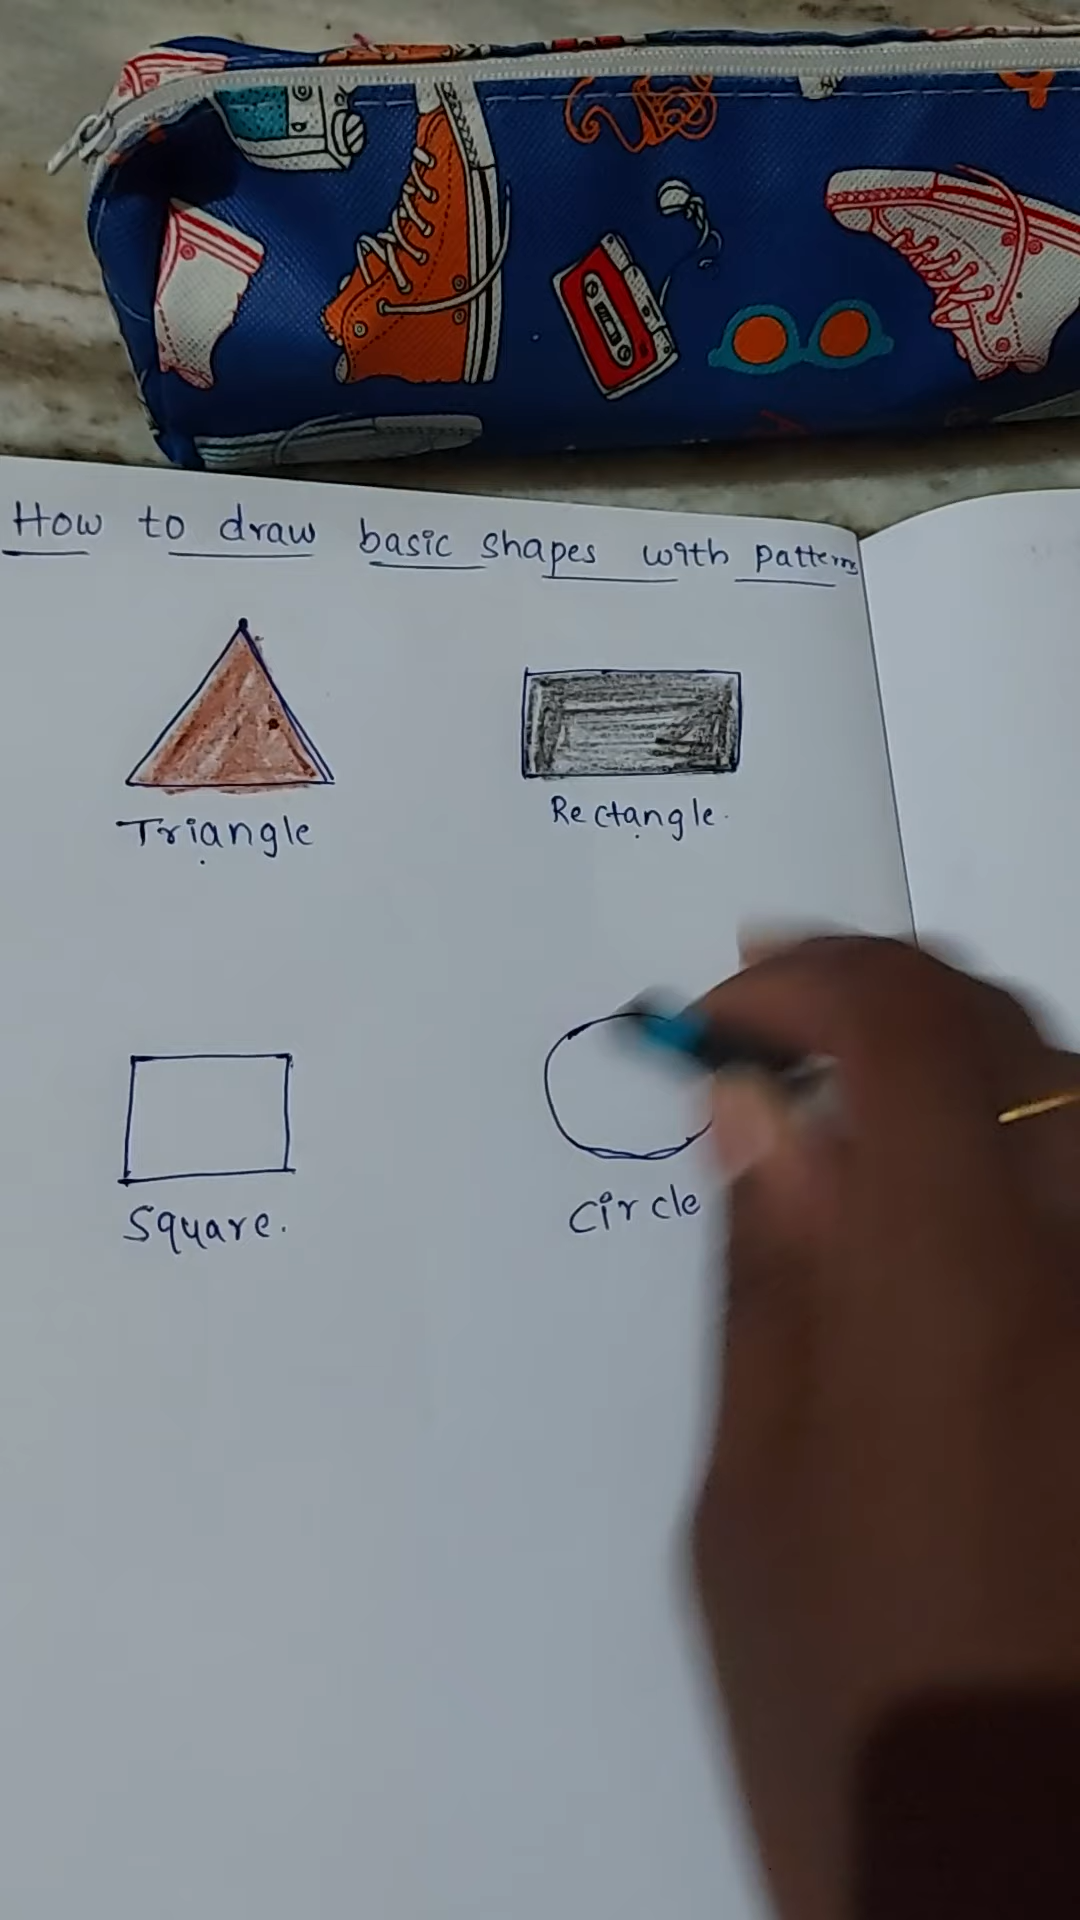 How to draw basic shapes with patterns
Triangle
Rectangle.
Square.
Circle